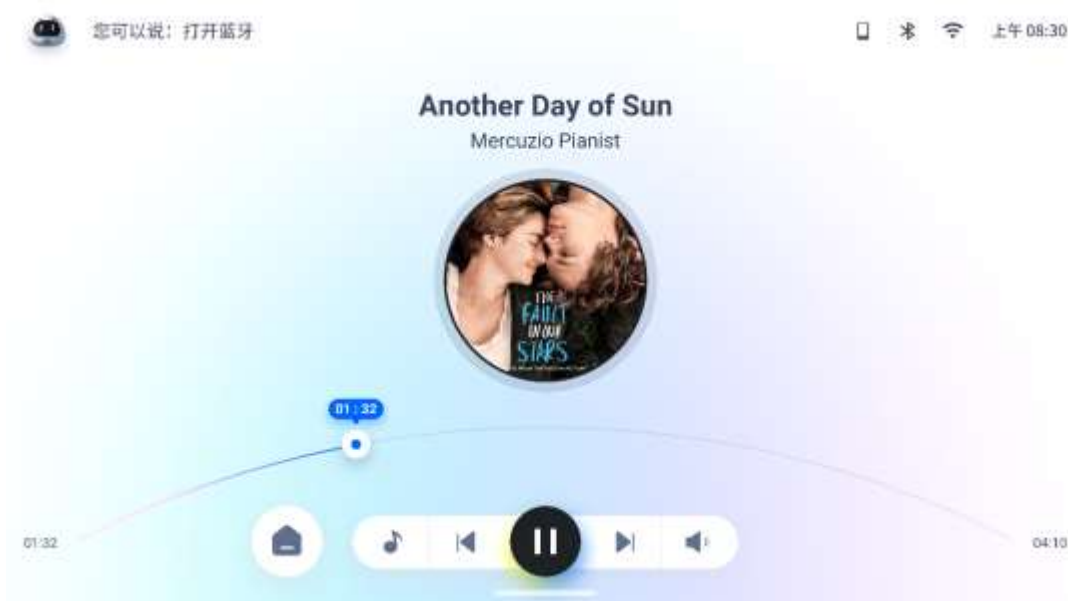 您可以说：打开蓝牙
上午 08:30
Another Day of Sun
Mercuzio Pianist
THE
FAULT
IN OUR
STARS
01:32
01:32
04:10